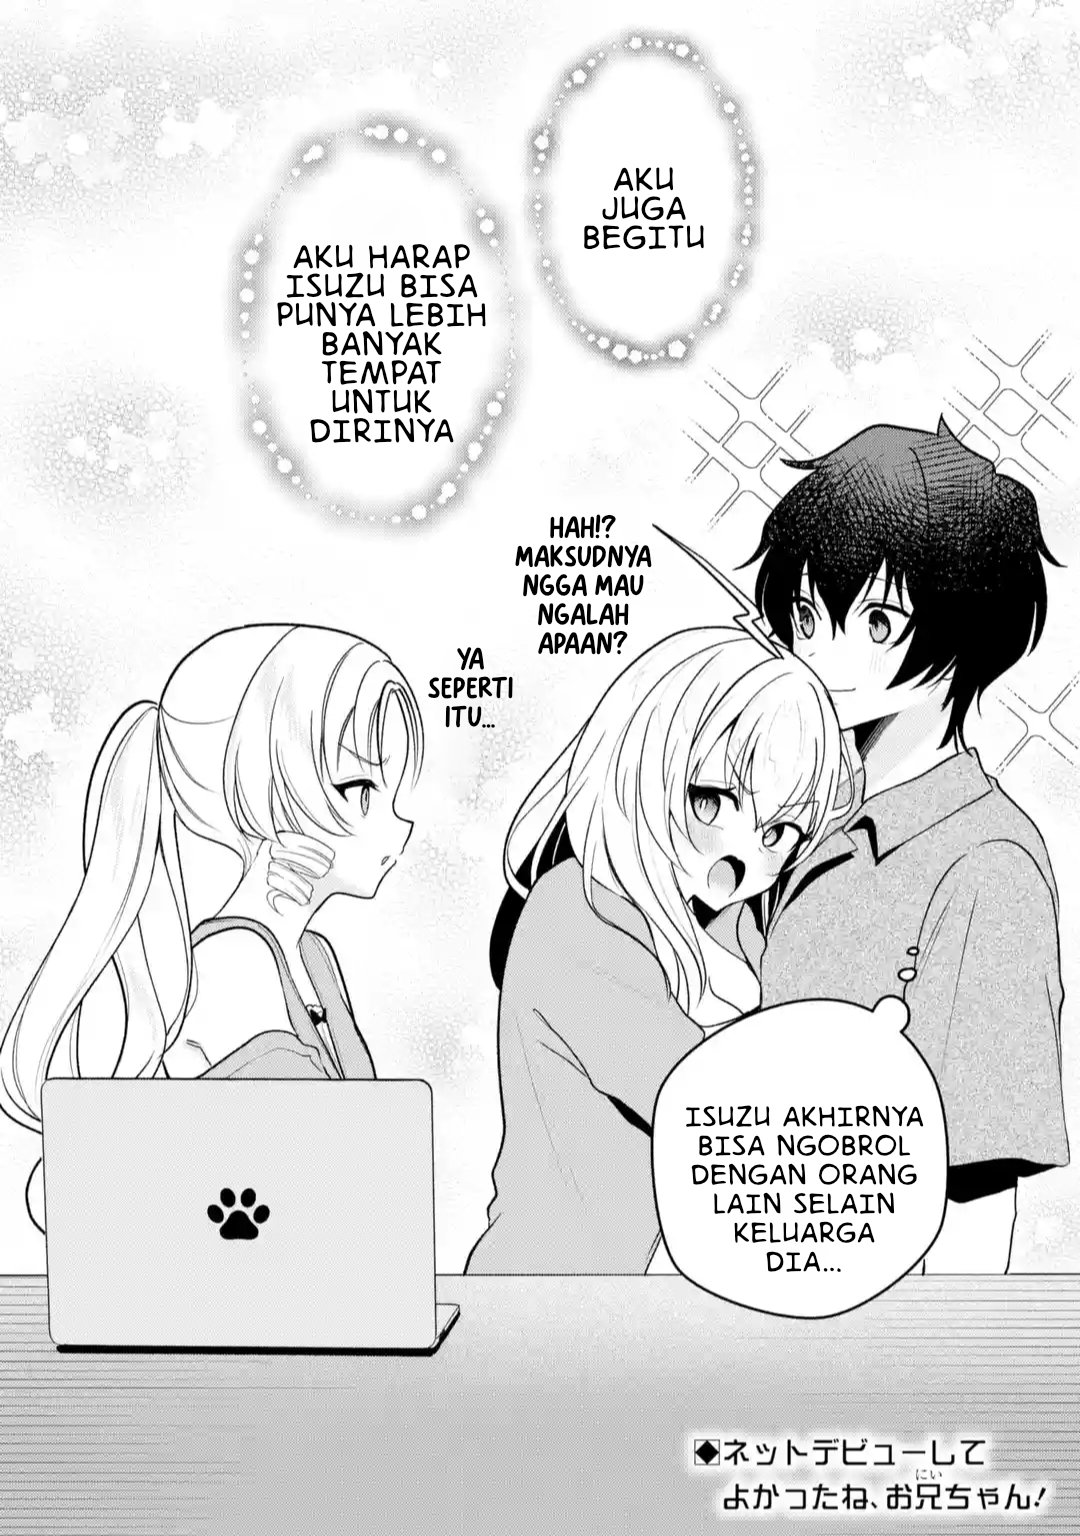 AKU
JUGA
BEGITU
AKU HARAP
ISUZU BISA
PUNYA LEBIH
BANYAK
TEMPAT
UNTUK
DIRINYA
HAH!?
MAKSUDNYA
NGGA MAU
NGALAH
APAAN?
YA
SEPERTI
ITU...
ISUZU AKHIRNYA
BISA NGOBROL
DENGAN ORANG
LAIN SELAIN
KELUARGA
DIA...
◆ネットデビューして
にい
よかったね、お兄ちゃん!